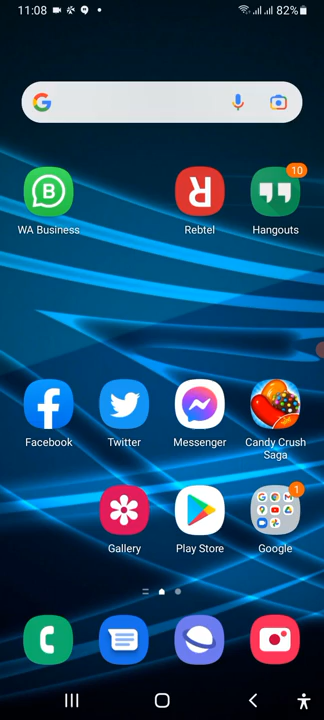 11:08 82%
WA Business Rebtel Hangouts
10
Facebook Twitter Messenger Candy Crush Saga
Gallery Play Store Google
1